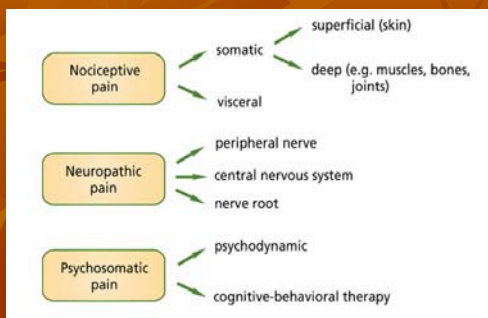 Nociceptive
pain
somatic
superficial (skin)
deep (e.g. muscles, bones,
joints)
visceral
Neuropathic
pain
peripheral nerve
central nervous system
nerve root
Psychosomatic
pain
psychodynamic
cognitive-behavioral therapy